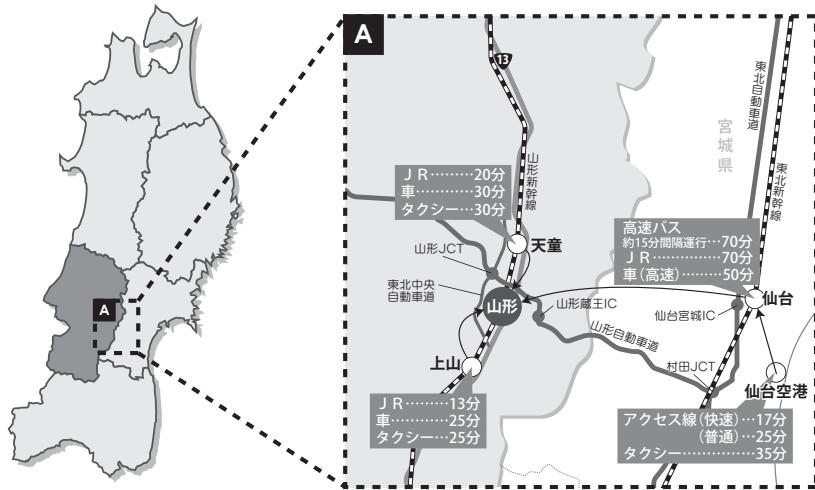 A
A
13
東北自動車道
宮城県
東北新幹線
山形新幹線
ＪＲ………20分
車…………30分
タクシー…30分
高速バス
約15分間隔運行…70分
ＪＲ………70分
車（高速）……50分
天童
山形JCT
東北中央
自動車道
山形
山形蔵王IC
仙台
仙台宮城IC
山形自動車道
上山
村田JCT
仙台空港
ＪＲ………13分
車…………25分
タクシー…25分
アクセス線（快速）…17分
（普通）…25分
タクシー…………35分